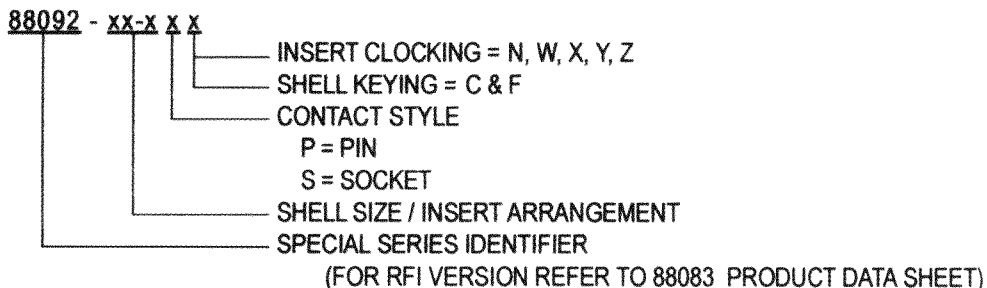 88092 - xx-x x x
INSERT CLOCKING = N, W, X, Y, Z
SHELL KEYING = C & F
CONTACT STYLE
P = PIN
S = SOCKET
SHELL SIZE / INSERT ARRANGEMENT
SPECIAL SERIES IDENTIFIER
(FOR RFI VERSION REFER TO 88083 PRODUCT DATA SHEET)